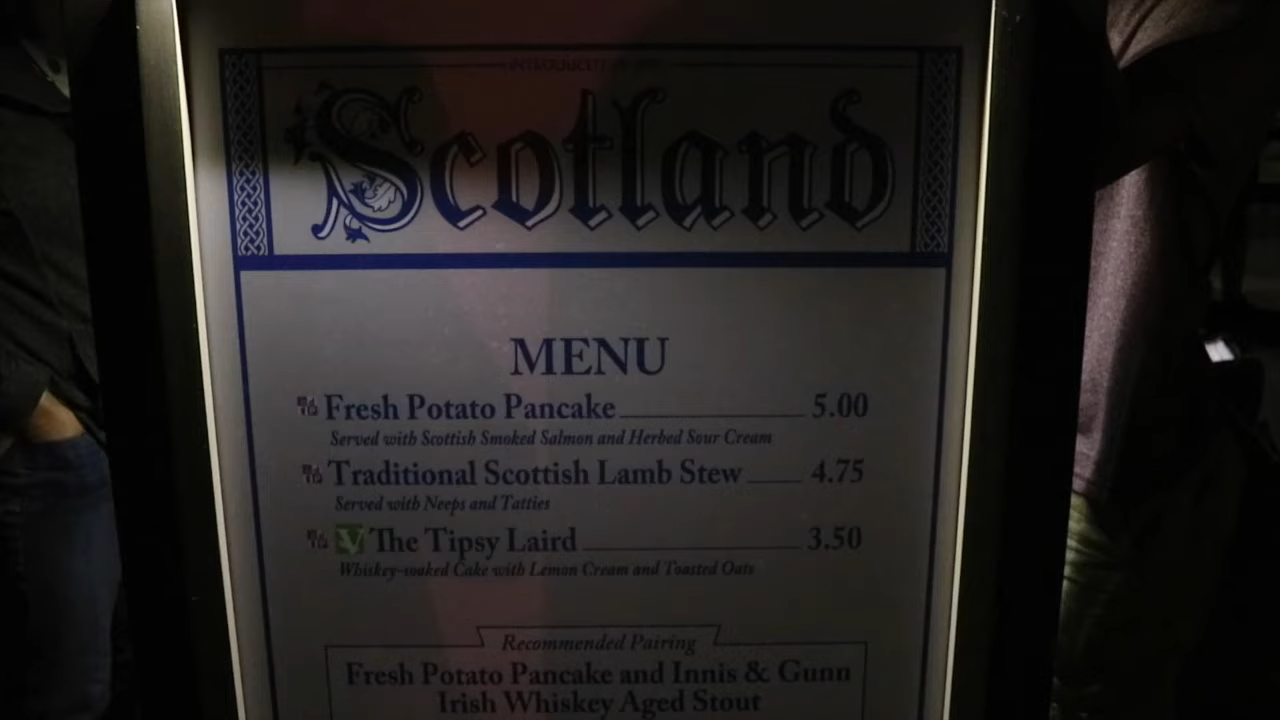 Scotland
MENU
Fresh Potato Pancake 5.00
Served with Scottish Smoked Salmon and Herbed Sour Cream
Traditional Scottish Lamb Stew 4.75
Served with Neeps and Tatties
V The Tipsy Laird 3.50
Whiskey-soaked Cake with Lemon Cream and Toasted Oats
Recommended Pairing
Fresh Potato Pancake and Innis & Gunn
Irish Whiskey Aged Stout